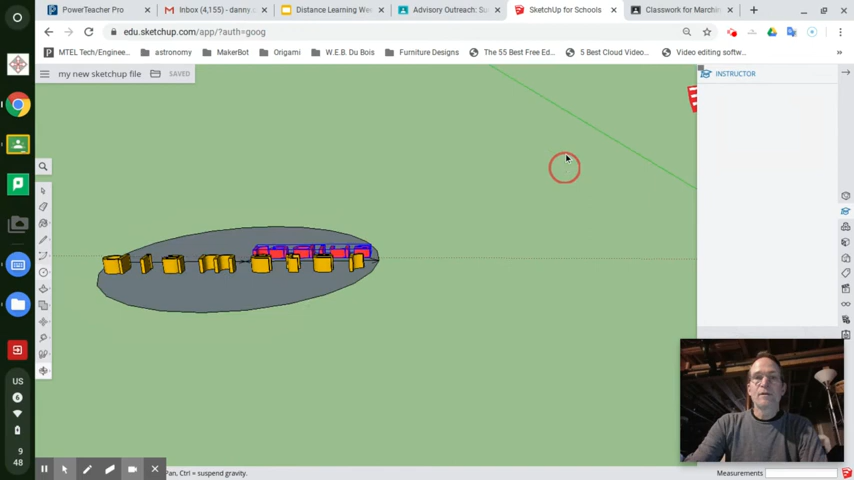 PowerTeacher Pro
Inbox (4,155) - danny.c
Distance Learning We
Advisory Outreach: Su
SketchUp for Schools
Classwork for Marchin
edu.sketchup.com/app/?auth=goog
MTEL Tech/Engine...
astronomy
MakerBot
Origami
W.E.B. Du Bois
Furniture Designs
The 55 Best Free Ed...
5 Best Cloud Video...
Video editing softw...
my new sketchup file
SAVED
INSTRUCTOR
US
6
9
48
Pan, Ctrl = suspend gravity.
Measurements